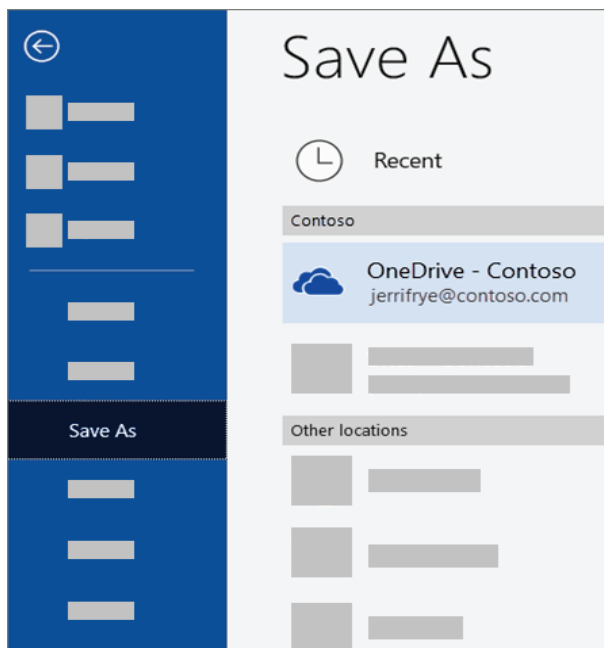 Save As
Recent
Contoso
OneDrive - Contoso
jerrifrye@contoso.com
Save As
Other locations